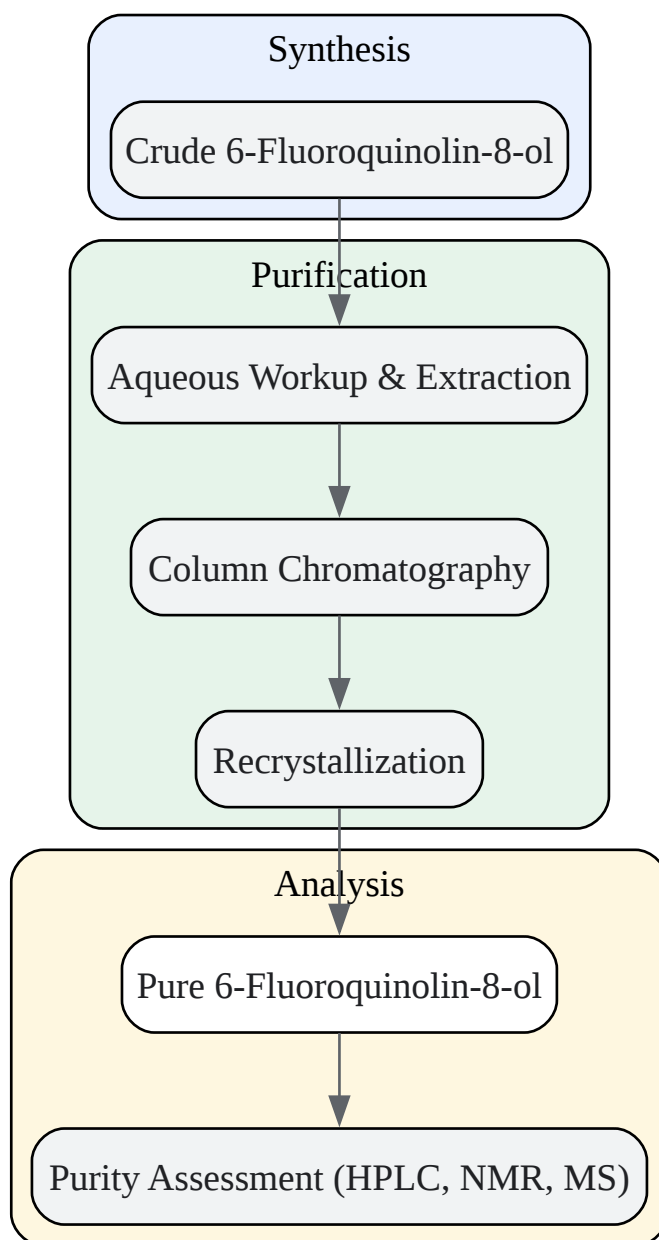 Synthesis
Crude 6-Fluoroquinolin-8-ol
Purification
Aqueous Workup & Extraction
Column Chromatography
Recrystallization
Analysis
Pure 6-Fluoroquinolin-8-ol
Purity Assessment (HPLC, NMR, MS)